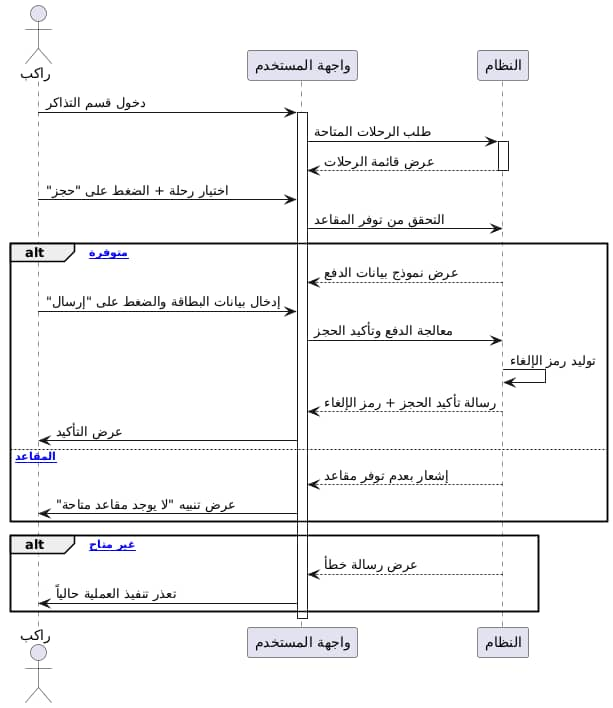 راكب
واجهة المستخدم
النظام
دخول قسم التذاكر
طلب الرحلات المتاحة
عرض قائمة الرحلات
اختيار رحلة + الضغط على "حجز"
التحقق من توفر المقاعد
alt
متوفرة
عرض نموذج بيانات الدفع
إدخال بيانات البطاقة والضغط على "إرسال"
معالجة الدفع وتأكيد الحجز
توليد رمز الإلغاء
رسالة تأكيد الحجز + رمز الإلغاء
عرض التأكيد
المقاعد
إشعار بعدم توفر مقاعد
عرض تنبيه "لا يوجد مقاعد متاحة"
alt
غير متاح
عرض رسالة خطأ
تعذر تنفيذ العملية حالياً
راكب
واجهة المستخدم
النظام